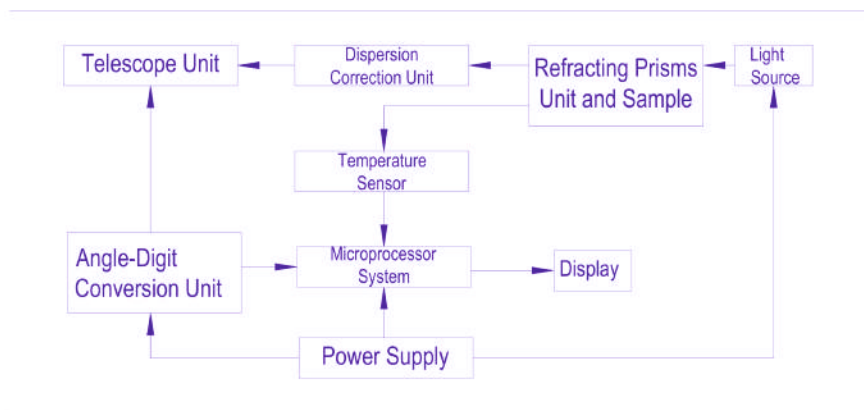 Telescope Unit
Dispersion
Correction Unit
Refracting Prisms
Unit and Sample
Light
Source
Temperature
Sensor
Angle-Digit
Conversion Unit
Microprocessor
System
Display
Power Supply